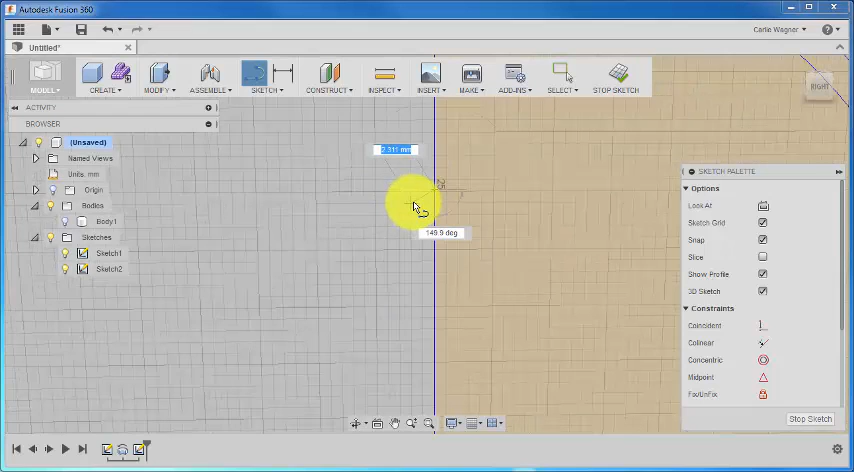 Autodesk Fusion 360
Carlie Wagner
Untitled*
MODEL
CREATE
MODIFY
ASSEMBLE
SKETCH
CONSTRUCT
INSPECT
INSERT
MAKE
ADD-INS
SELECT
STOP SKETCH
RIGHT
ACTIVITY
BROWSER
(Unsaved)
Named Views
Units: mm
Origin
Bodies
Body1
Sketches
Sketch1
Sketch2
2.311 mm
25
149.9 deg
SKETCH PALETTE
Options
Look At
Sketch Grid
Snap
Slice
Show Profile
3D Sketch
Constraints
Coincident
Colinear
Concentric
Midpoint
Fix/UnFix
Stop Sketch